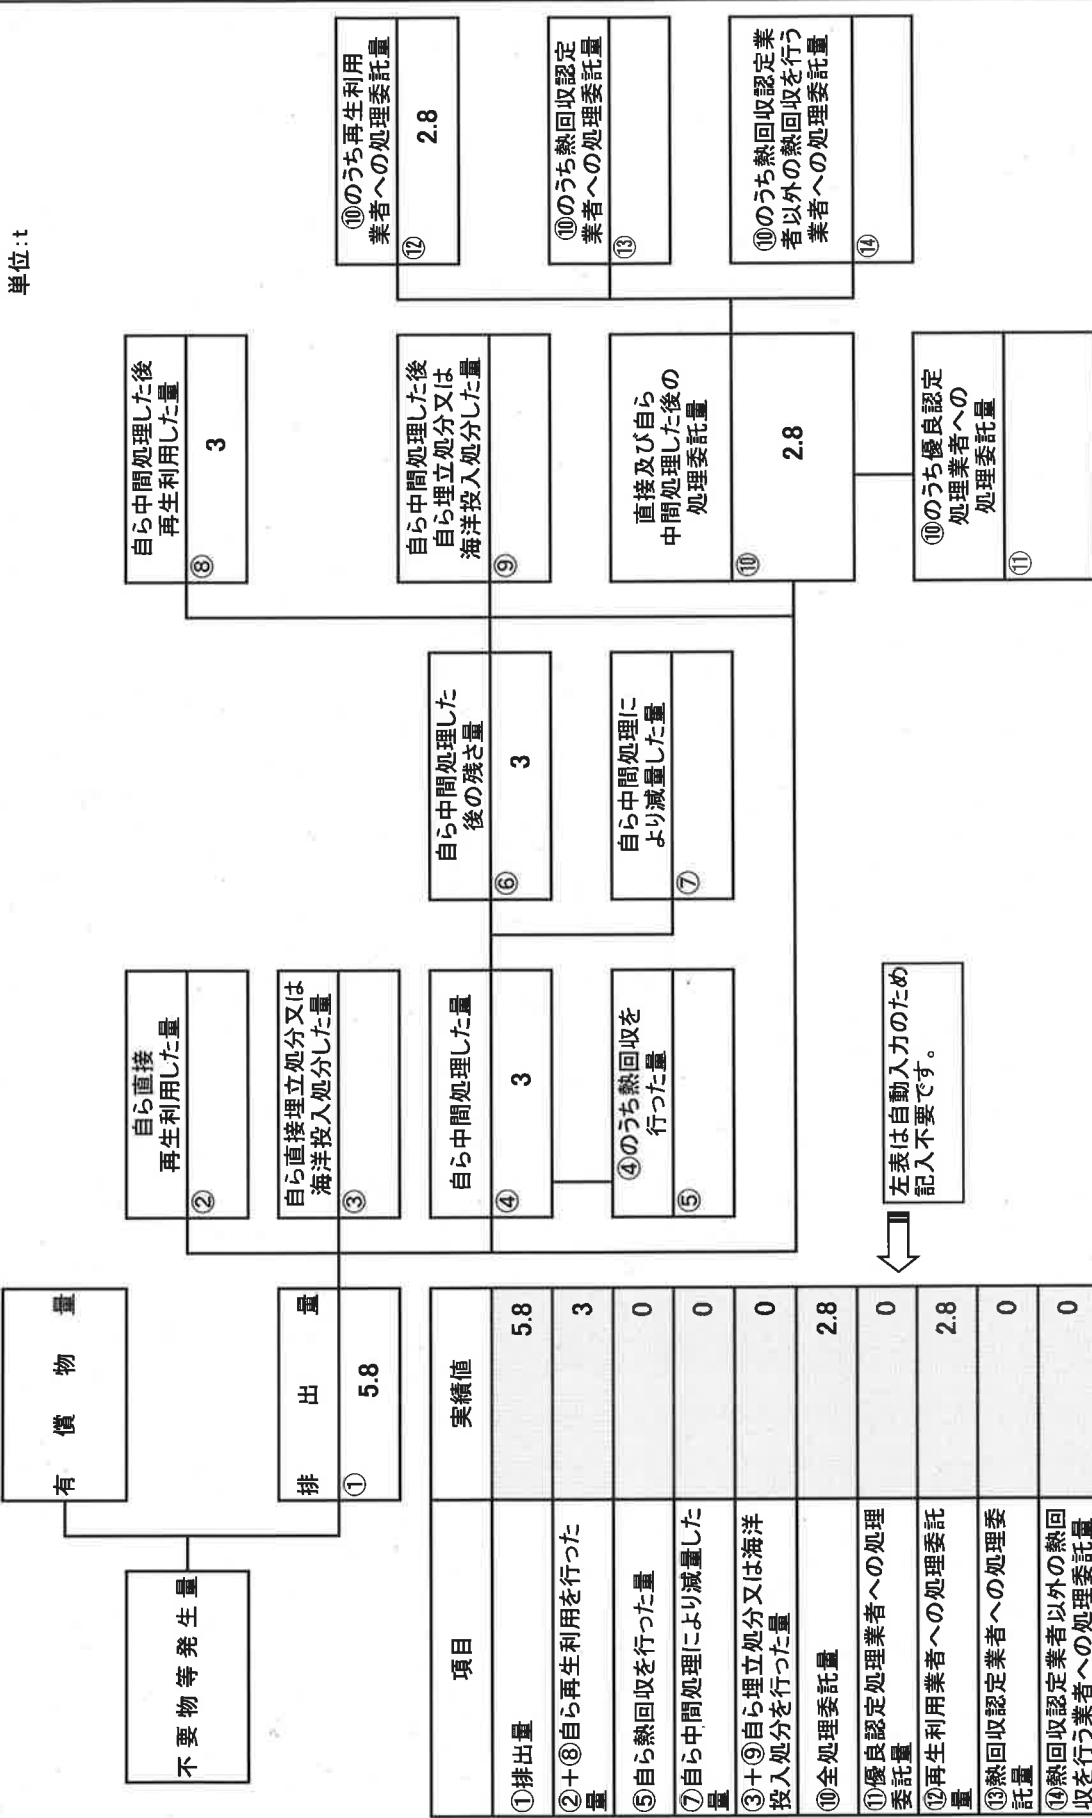 単位:t
不要物等発生量
有償物量
排出量
①
5.8
自ら直接
再生利用した量
②
自ら直接埋立処分又は
海洋投入処分した量
③
自ら中間処理した量
④
3
④のうち熱回収を
行った量
⑤
自ら中間処理した
後の残さ量
⑥
3
自ら中間処理に
より減量した量
⑦
自ら中間処理した後
再生利用した量
⑧
3
自ら中間処理した後
自ら埋立処分又は
海洋投入処分した量
⑨
直接及び自ら
中間処理した後の
処理委託量
⑩
2.8
⑩のうち優良認定
処理業者への
処理委託量
⑪
⑩のうち再生利用
業者への処理委託量
⑫
2.8
⑩のうち熱回収認定
業者への処理委託量
⑬
⑩のうち熱回収認定業
者以外の熱回収を行う
業者への処理委託量
⑭
項目 実績値
①排出量 5.8
②+⑧自ら再生利用を行った
量 3
⑤自ら熱回収を行った量 0
⑦自ら中間処理により減量した
量 0
③+⑨自ら埋立処分又は海洋
投入処分を行った量 0
⑩全処理委託量 2.8
⑪優良認定処理業者への処理
委託量 0
⑫再生利用業者への処理委託
量 2.8
⑬熱回収認定業者への処理委
託量 0
⑭熱回収認定業者以外の熱回
収を行う業者への処理委託量 0
左表は自動入力のため
記入不要です。